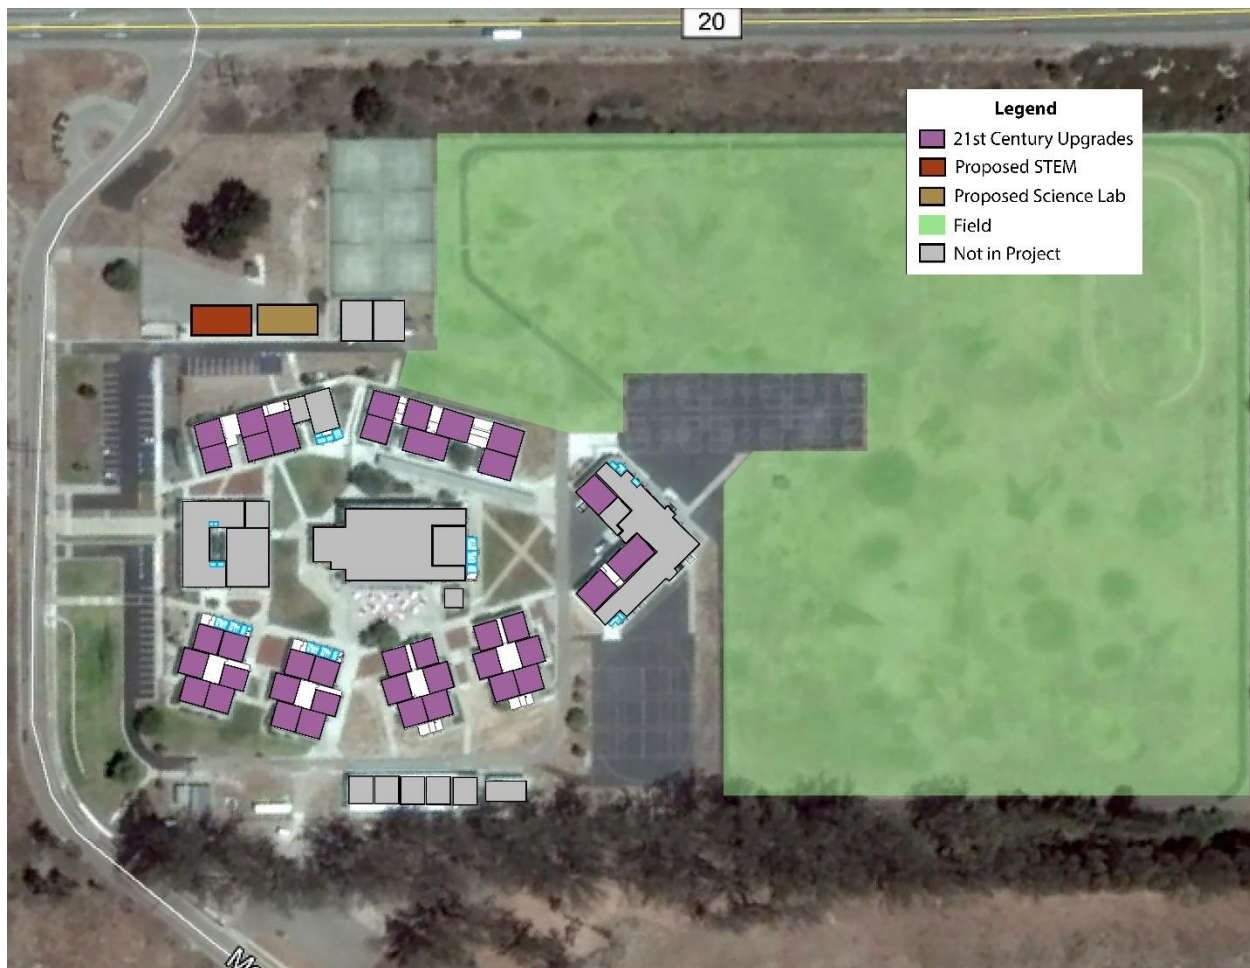 20
Legend
21st Century Upgrades
Proposed STEM
Proposed Science Lab
Field
Not in Project